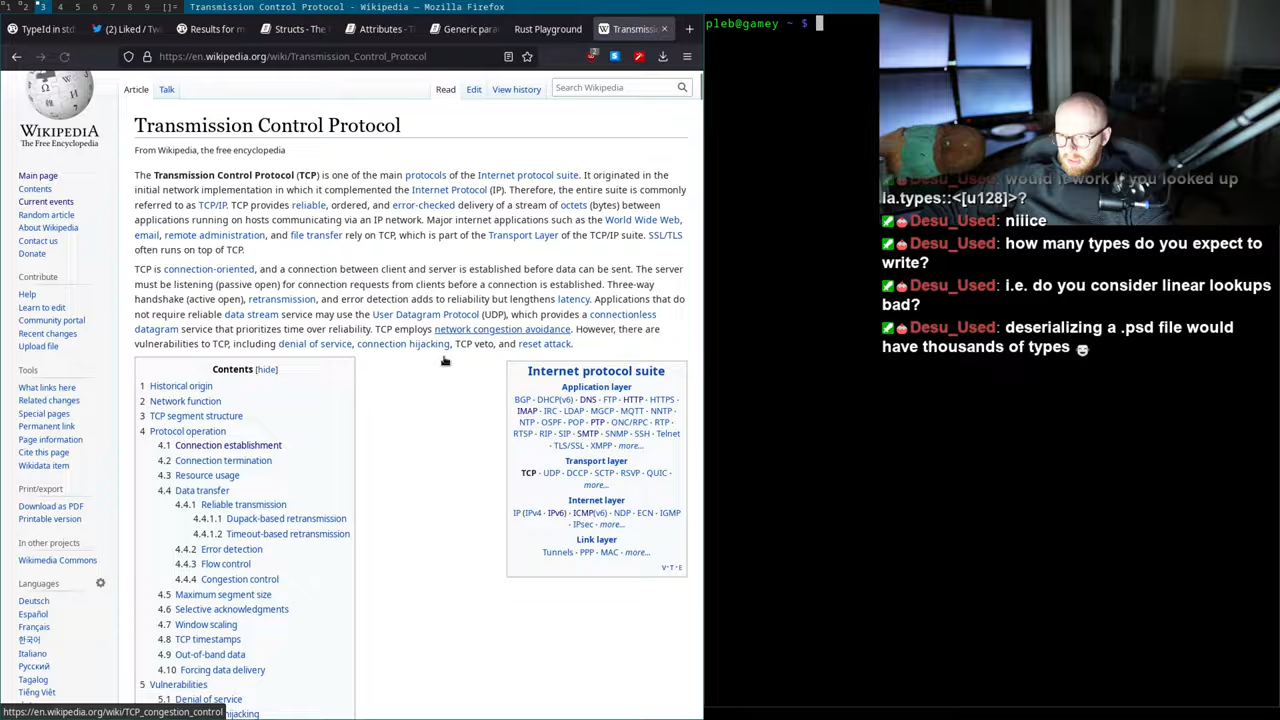 1 2 3 4 5 6 7 8 9 []= Transmission Control Protocol - Wikipedia — Mozilla Firefox
TypeId in std (2) Liked / Twi Results for m Structs - The Attributes - T Generic para Rust Playground Transmiss
https://en.wikipedia.org/wiki/Transmission_Control_Protocol
WIKIPEDIA
The Free Encyclopedia
Main page
Contents
Current events
Random article
About Wikipedia
Contact us
Donate
Contribute
Help
Learn to edit
Community portal
Recent changes
Upload file
Tools
What links here
Related changes
Special pages
Permanent link
Page information
Cite this page
Wikidata item
Print/export
Download as PDF
Printable version
In other projects
Wikimedia Commons
Languages
Deutsch
Español
Français
한국어
Italiano
Русский
Tagalog
Tiếng Việt
Article Talk Read Edit View history Search Wikipedia
Transmission Control Protocol
From Wikipedia, the free encyclopedia
The Transmission Control Protocol (TCP) is one of the main protocols of the Internet protocol suite. It originated in the
initial network implementation in which it complemented the Internet Protocol (IP). Therefore, the entire suite is commonly
referred to as TCP/IP. TCP provides reliable, ordered, and error-checked delivery of a stream of octets (bytes) between
applications running on hosts communicating via an IP network. Major internet applications such as the World Wide Web,
email, remote administration, and file transfer rely on TCP, which is part of the Transport Layer of the TCP/IP suite. SSL/TLS
often runs on top of TCP.
TCP is connection-oriented, and a connection between client and server is established before data can be sent. The server
must be listening (passive open) for connection requests from clients before a connection is established. Three-way
handshake (active open), retransmission, and error detection adds to reliability but lengthens latency. Applications that do
not require reliable data stream service may use the User Datagram Protocol (UDP), which provides a connectionless
datagram service that prioritizes time over reliability. TCP employs network congestion avoidance. However, there are
vulnerabilities to TCP, including denial of service, connection hijacking, TCP veto, and reset attack.
Contents [hide]
1 Historical origin
2 Network function
3 TCP segment structure
4 Protocol operation
4.1 Connection establishment
4.2 Connection termination
4.3 Resource usage
4.4 Data transfer
4.4.1 Reliable transmission
4.4.1.1 Dupack-based retransmission
4.4.1.2 Timeout-based retransmission
4.4.2 Error detection
4.4.3 Flow control
4.4.4 Congestion control
4.5 Maximum segment size
4.6 Selective acknowledgments
4.7 Window scaling
4.8 TCP timestamps
4.9 Out-of-band data
4.10 Forcing data delivery
5 Vulnerabilities
5.1 Denial of service
hijacking
Internet protocol suite
Application layer
BGP · DHCP(v6) · DNS · FTP · HTTP · HTTPS ·
IMAP · IRC · LDAP · MGCP · MQTT · NNTP
· NTP · OSPF · POP · PTP · ONC/RPC · RTP ·
RTSP · RIP · SIP · SMTP · SNMP · SSH · Telnet
· TLS/SSL · XMPP · more...
Transport layer
TCP · UDP · DCCP · SCTP · RSVP · QUIC ·
more...
Internet layer
IP (IPv4 · IPv6) · ICMP(v6) · NDP · ECN · IGMP
· IPsec · more...
Link layer
Tunnels · PPP · MAC · more...
V·T·E
https://en.wikipedia.org/wiki/TCP_congestion_control
pleb@gamey ~ $
Desu_Used: would it work if you looked up
la.types::<[u128]>?
Desu_Used: niiice
Desu_Used: how many types do you expect to
write?
Desu_Used: i.e. do you consider linear lookups
bad?
Desu_Used: deserializing a .psd file would
have thousands of types